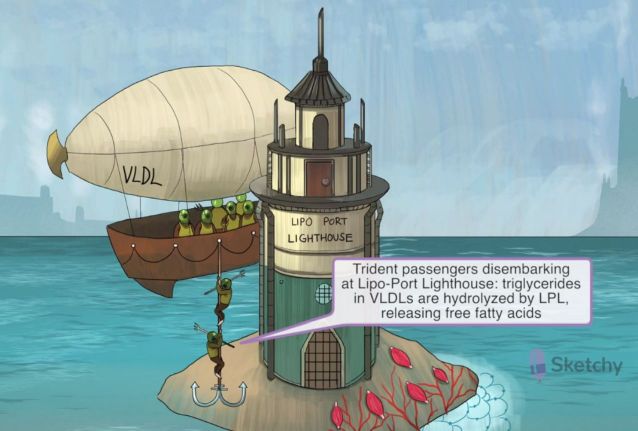 VLDL
LIPO PORT
LIGHTHOUSE
Trident passengers disembarking
at Lipo-Port Lighthouse: triglycerides
in VLDLs are hydrolyzed by LPL,
releasing free fatty acids
Sketchy